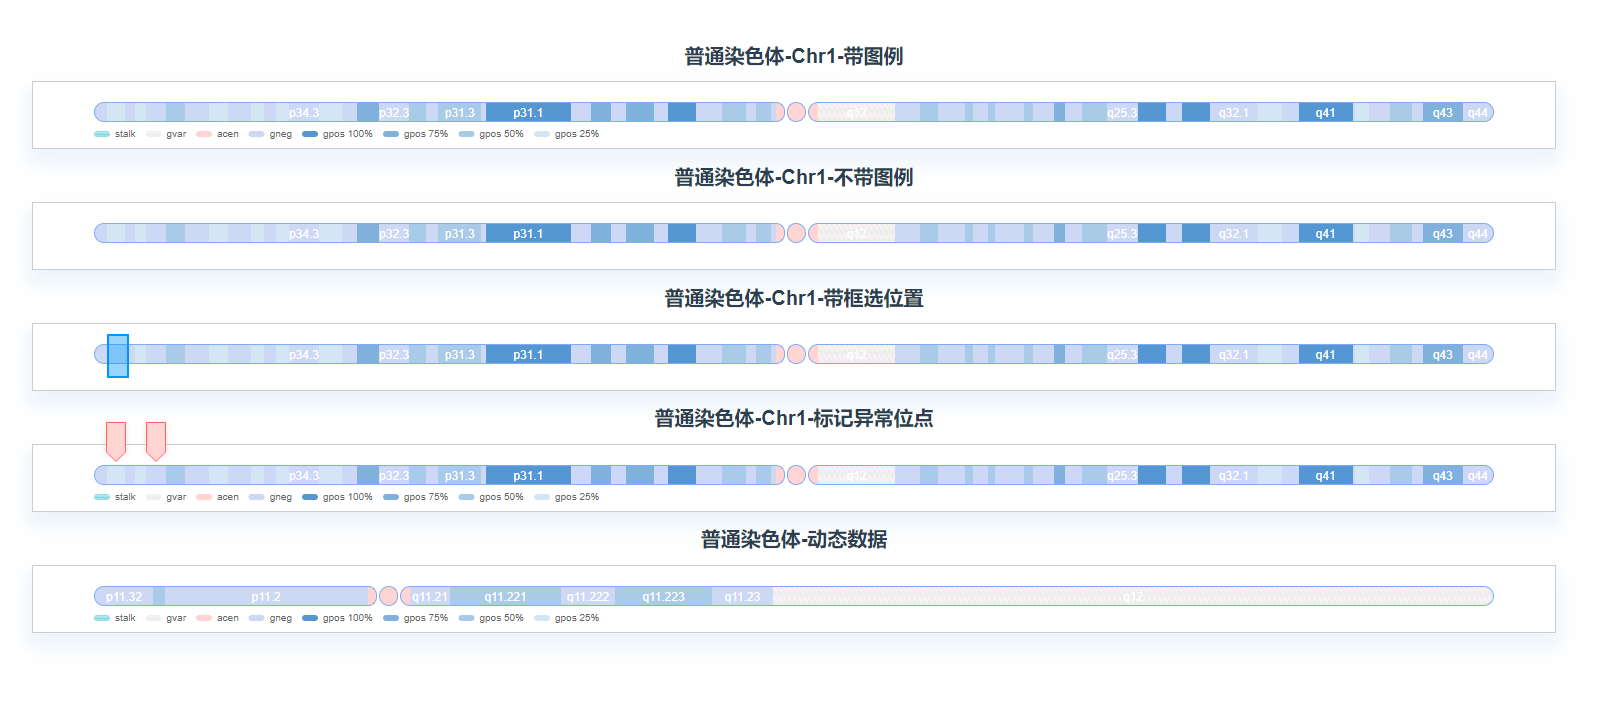 普通染色体-Chr1-带图例
p34.3 p32.3 p31.3 p31.1 q12 q25.3 q32.1 q41 q43 q44
stalk gvar acen gneg gpos 100% gpos 75% gpos 50% gpos 25%
普通染色体-Chr1-不带图例
p34.3 p32.3 p31.3 p31.1 q12 q25.3 q32.1 q41 q43 q44
普通染色体-Chr1-带框选位置
p34.3 p32.3 p31.3 p31.1 q12 q25.3 q32.1 q41 q43 q44
普通染色体-Chr1-标记异常位点
p34.3 p32.3 p31.3 p31.1 q12 q25.3 q32.1 q41 q43 q44
stalk gvar acen gneg gpos 100% gpos 75% gpos 50% gpos 25%
普通染色体-动态数据
p11.32 p11.2 q11.21 q11.221 q11.222 q11.223 q11.23 q12
stalk gvar acen gneg gpos 100% gpos 75% gpos 50% gpos 25%